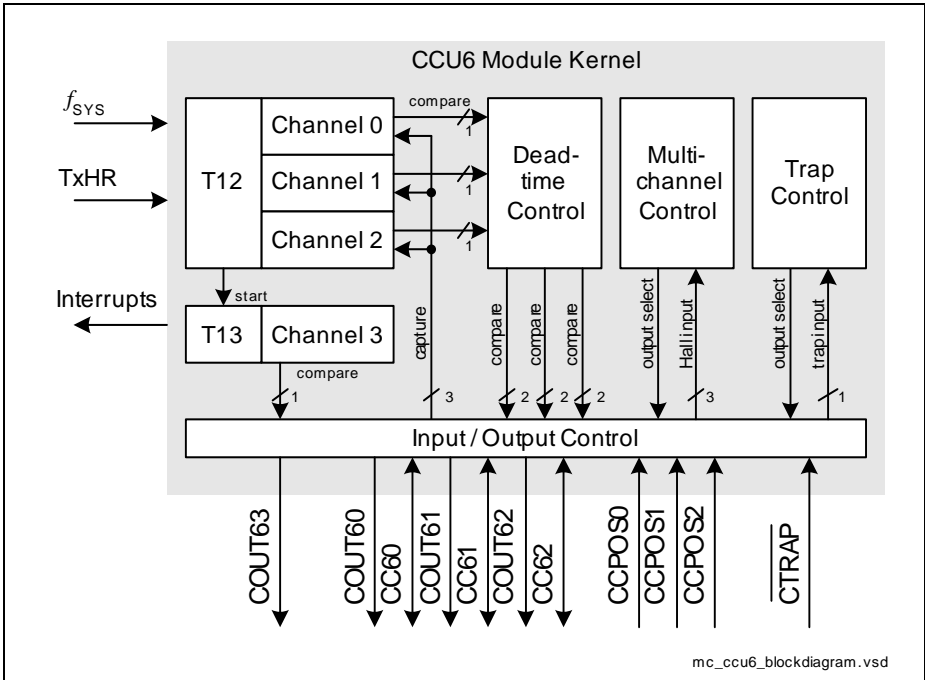 CCU6 Module Kernel
fSYS
TxHR
Interrupts
T12
Channel 0
Channel 1
Channel 2
compare
1
1
1
Dead-
time
Control
Multi-
channel
Control
Trap
Control
start
T13
Channel 3
compare
1
capture
3
compare
2
compare
2
compare
2
output select
Hall input
3
output select
trap input
1
Input / Output Control
COUT63
COUT60
CC60
COUT61
CC61
COUT62
CC62
CCPOS0
CCPOS1
CCPOS2
CTRAP
mc_ccu6_blockdiagram.vsd